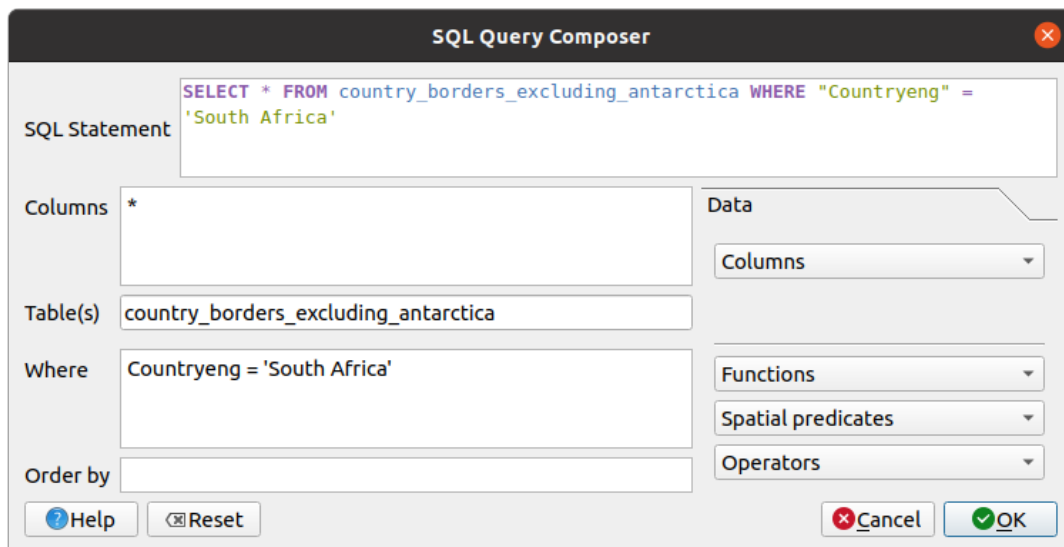 SQL Query Composer
SQL Statement
SELECT * FROM country_borders_excluding_antarctica WHERE "Countryeng" =
'South Africa'
Columns
*
Data
Columns
Table(s)
country_borders_excluding_antarctica
Where
Countryeng = 'South Africa'
Functions
Spatial predicates
Operators
Order by
Help
Reset
Cancel
OK